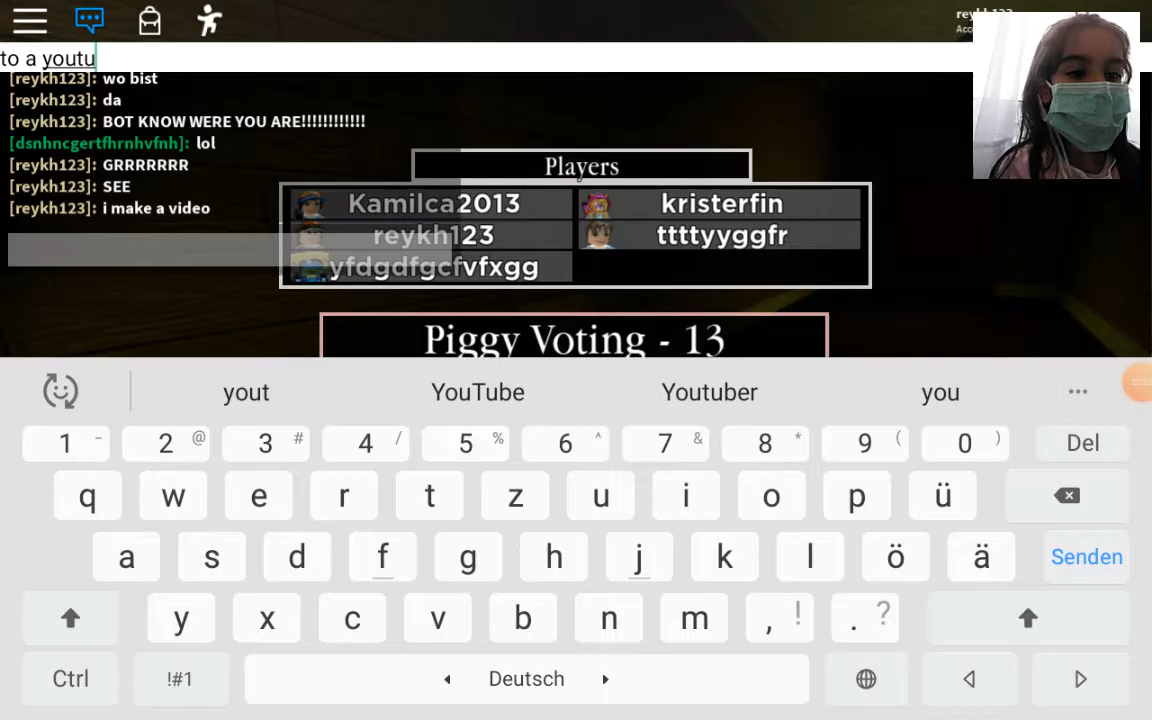 to a youtu
[reykh123]: wo bist
[reykh123]: da
[reykh123]: BOT KNOW WERE YOU ARE!!!!!!!!!!!!
[dsnhncgertfhrnhvfnh]: lol
[reykh123]: GRRRRRRR
[reykh123]: SEE
[reykh123]: i make a video
Players
Kamilca2013 kristerfin
reykh123 ttttyyggfr
yfdgdfgcfvfxgg
Piggy Voting - 13
yout YouTube Youtuber you ...
1 - 2 @ 3 # 4 / 5 % 6 ^ 7 & 8 * 9 ( 0 ) Del
q w e r t z u i o p ü
a s d f g h j k l ö ä Senden
y x c v b n m , ! . ?
Ctrl !#1 Deutsch